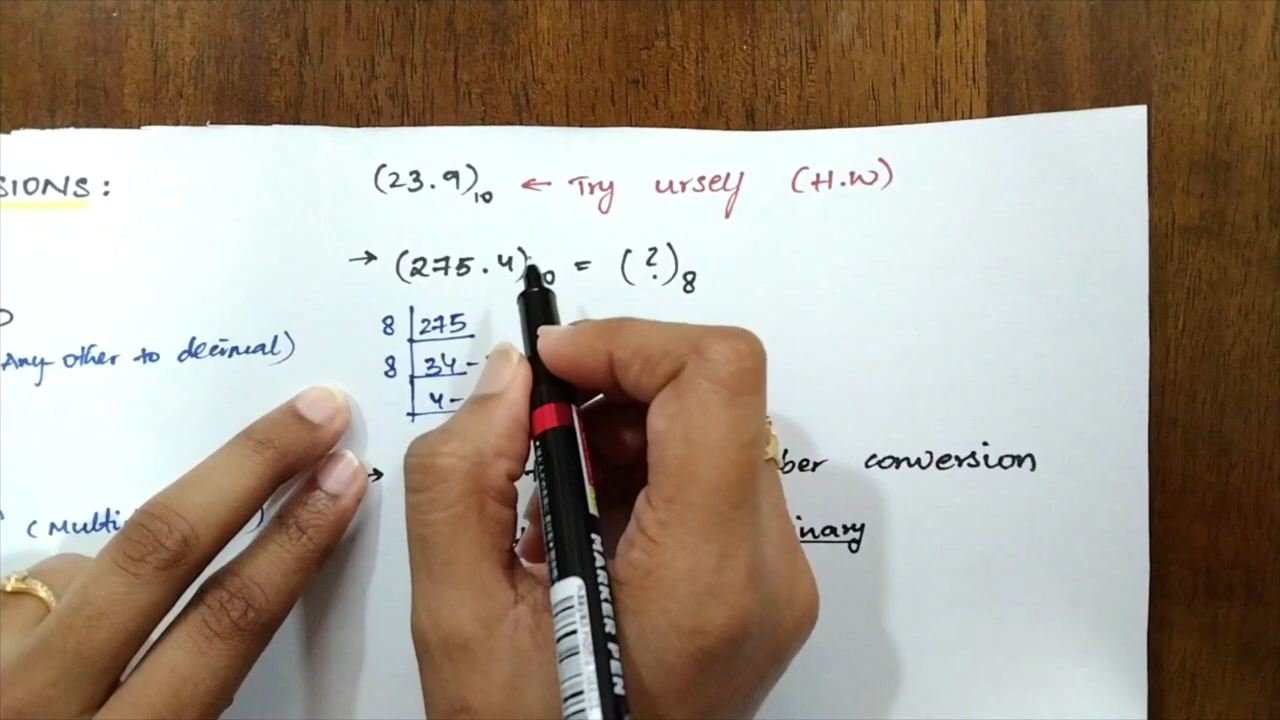 SIONS :
(23.9)10 ← Try urself (H.W)
→ (275.4)10 = (?)8
8 275
Any other to decimal)
8 34 -
4 -
→ ber conversion
(Multi )
inary
MARKER PEN